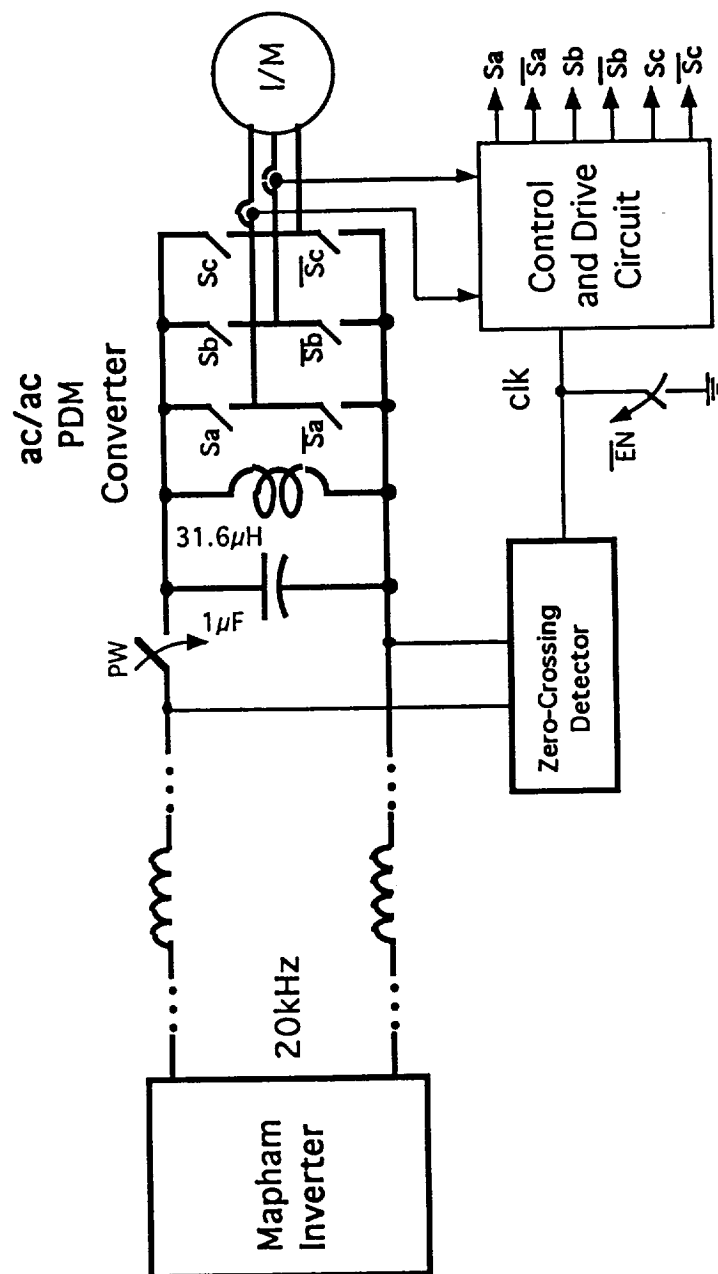 ac/ac
PDM
Converter
Mapham
Inverter
20kHz
PW
1μF
31.6μH
Sa
Sb
Sc
S̅a̅
S̅b̅
S̅c̅
I/M
Zero-Crossing
Detector
clk
E̅N̅
Control
and Drive
Circuit
Sa
S̅a̅
Sb
S̅b̅
Sc
S̅c̅